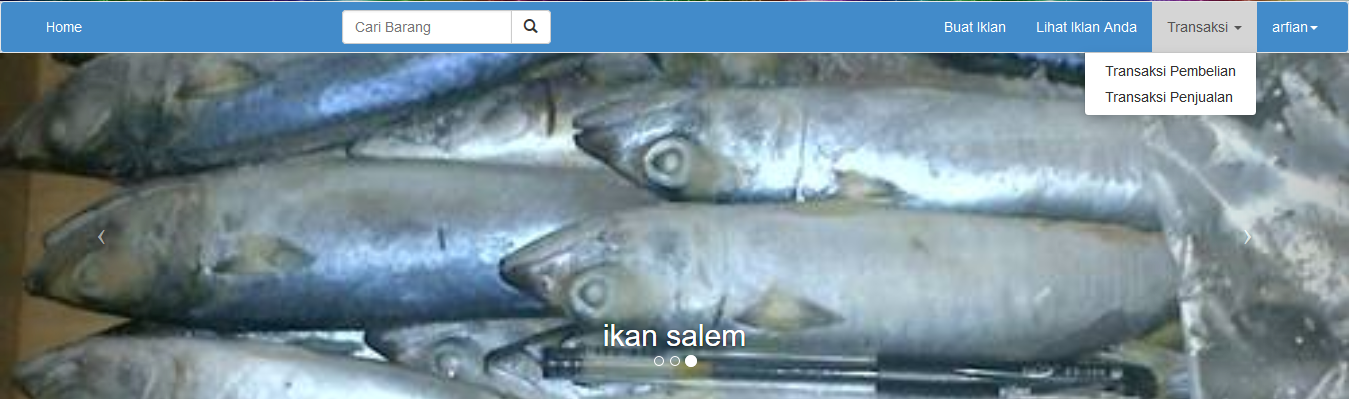 Home
Cari Barang
Buat Iklan
Lihat Iklan Anda
Transaksi
arfian
Transaksi Pembelian
Transaksi Penjualan
ikan salem